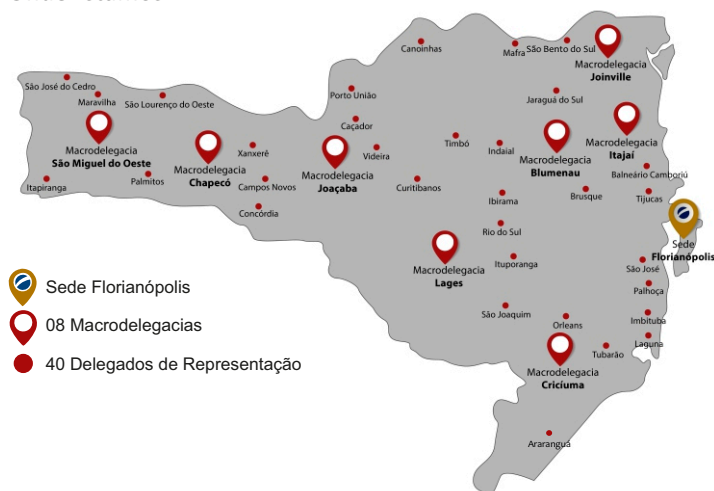 Canoinhas
Mafra
São Bento do Sul
Macrodelegacia
Joinville
São José do Cedro
Maravilha
São Lourenço do Oeste
Porto União
Jaraguá do Sul
Caçador
Macrodelegacia
São Miguel do Oeste
Macrodelegacia
Chapecó
Xanxerê
Macrodelegacia
Joaçaba
Videira
Timbó
Indaial
Macrodelegacia
Blumenau
Macrodelegacia
Itajaí
Balneário Camboriú
Itapiranga
Palmitos
Campos Novos
Curitibanos
Ibirama
Brusque
Tijucas
Concórdia
Rio do Sul
Sede
Florianópolis
Macrodelegacia
Lages
Ituporanga
São José
Palhoça
São Joaquim
Orleans
Imbituba
Laguna
Tubarão
Macrodelegacia
Cricíuma
Araranguá
Sede Florianópolis
08 Macrodelegacias
40 Delegados de Representação